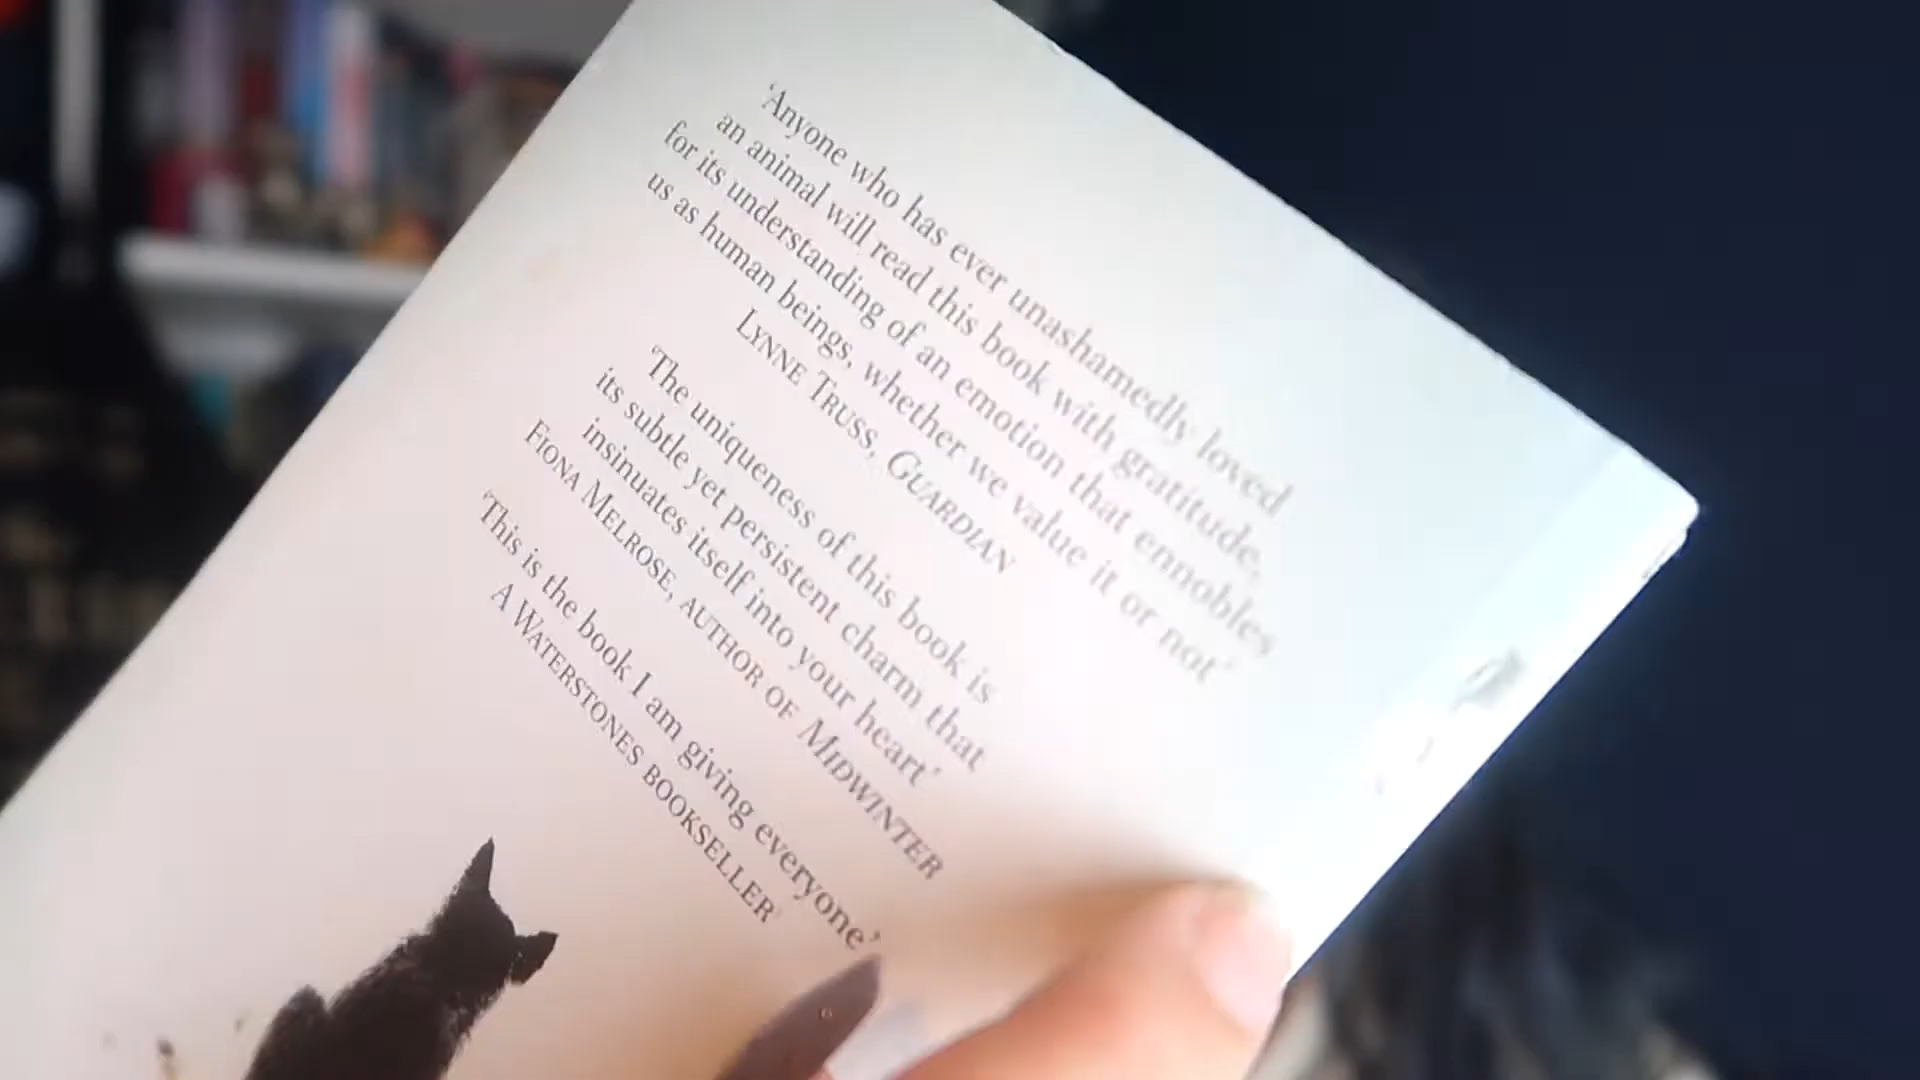 ‘Anyone who has ever unashamedly loved
an animal will read this book with gratitude,
for its understanding of an emotion that ennobles
us as human beings, whether we value it or not’
LYNNE TRUSS, GUARDIAN
‘The uniqueness of this book is
its subtle yet persistent charm that
insinuates itself into your heart’
FIONA MELROSE, AUTHOR OF MIDWINTER
‘This is the book I am giving everyone.’
A WATERSTONES BOOKSELLER